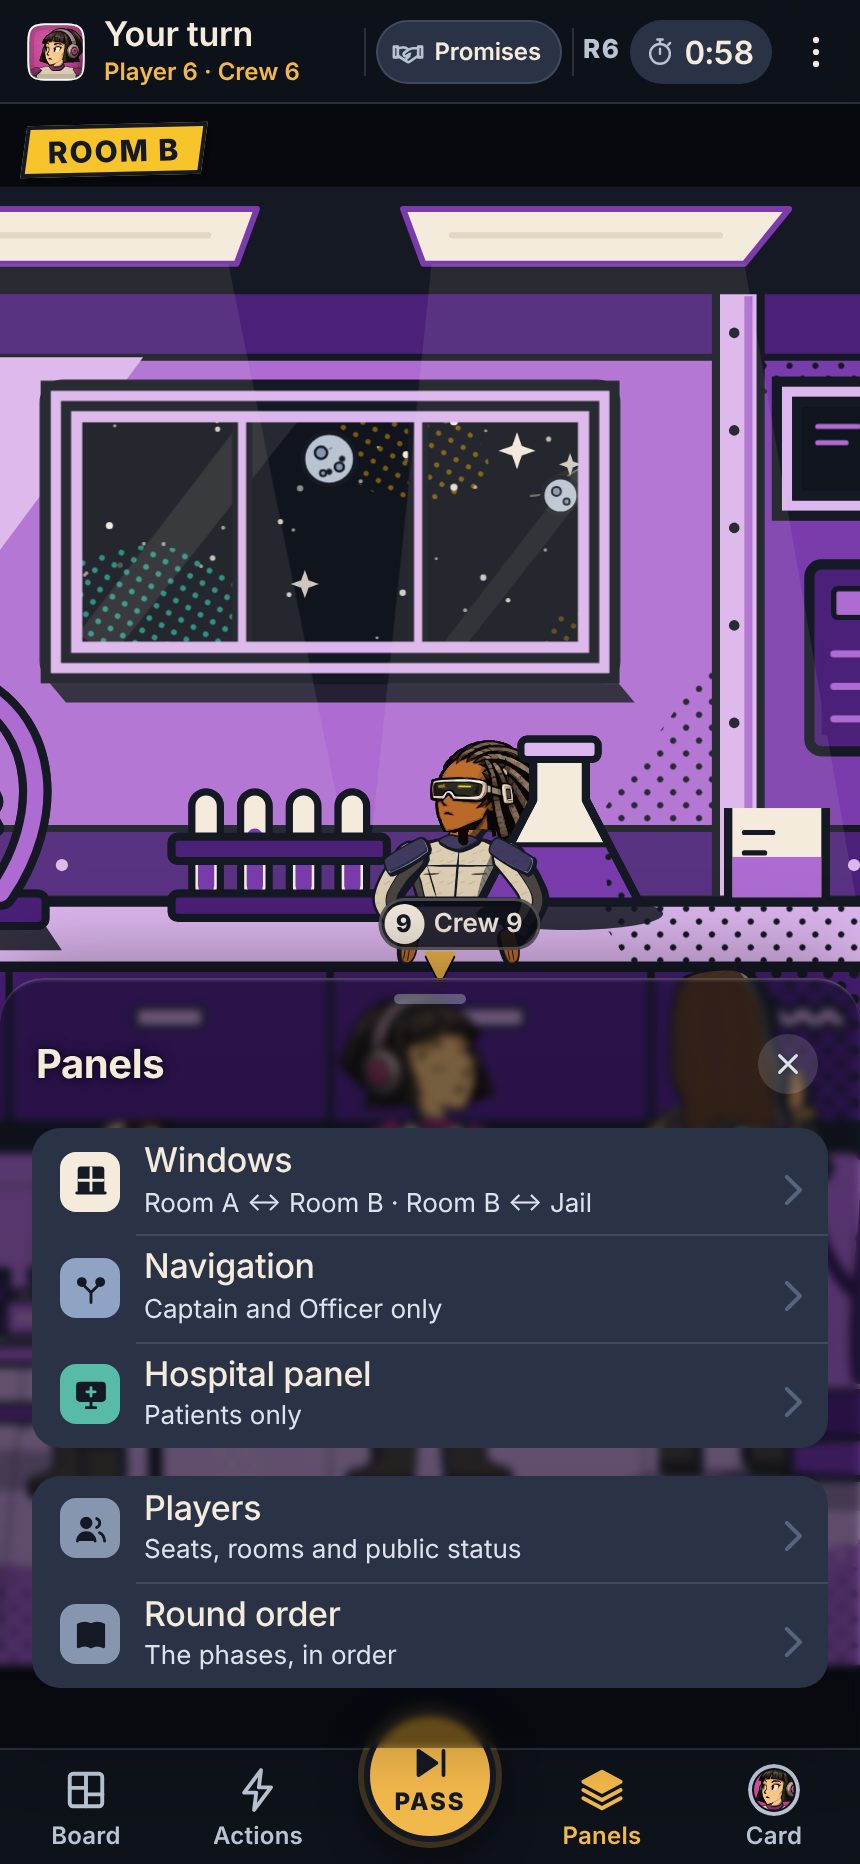 Your turn
Player 6 · Crew 6
Promises
R6
0:58
ROOM B
9 Crew 9
Panels
Windows
Room A ↔ Room B · Room B ↔ Jail
Navigation
Captain and Officer only
Hospital panel
Patients only
Players
Seats, rooms and public status
Round order
The phases, in order
PASS
Board
Actions
Panels
Card